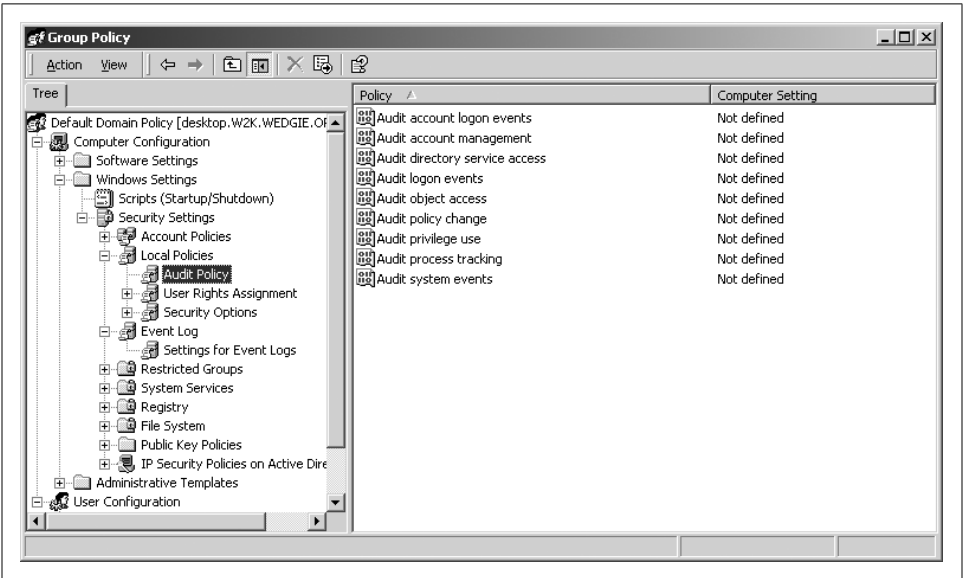 Group Policy
Action View
Tree
Policy Computer Setting
Default Domain Policy [desktop.W2K.WEDGIE.OR
Computer Configuration
Software Settings
Windows Settings
Scripts (Startup/Shutdown)
Security Settings
Account Policies
Local Policies
Audit Policy
User Rights Assignment
Security Options
Event Log
Settings for Event Logs
Restricted Groups
System Services
Registry
File System
Public Key Policies
IP Security Policies on Active Dire
Administrative Templates
User Configuration
Audit account logon events Not defined
Audit account management Not defined
Audit directory service access Not defined
Audit logon events Not defined
Audit object access Not defined
Audit policy change Not defined
Audit privilege use Not defined
Audit process tracking Not defined
Audit system events Not defined